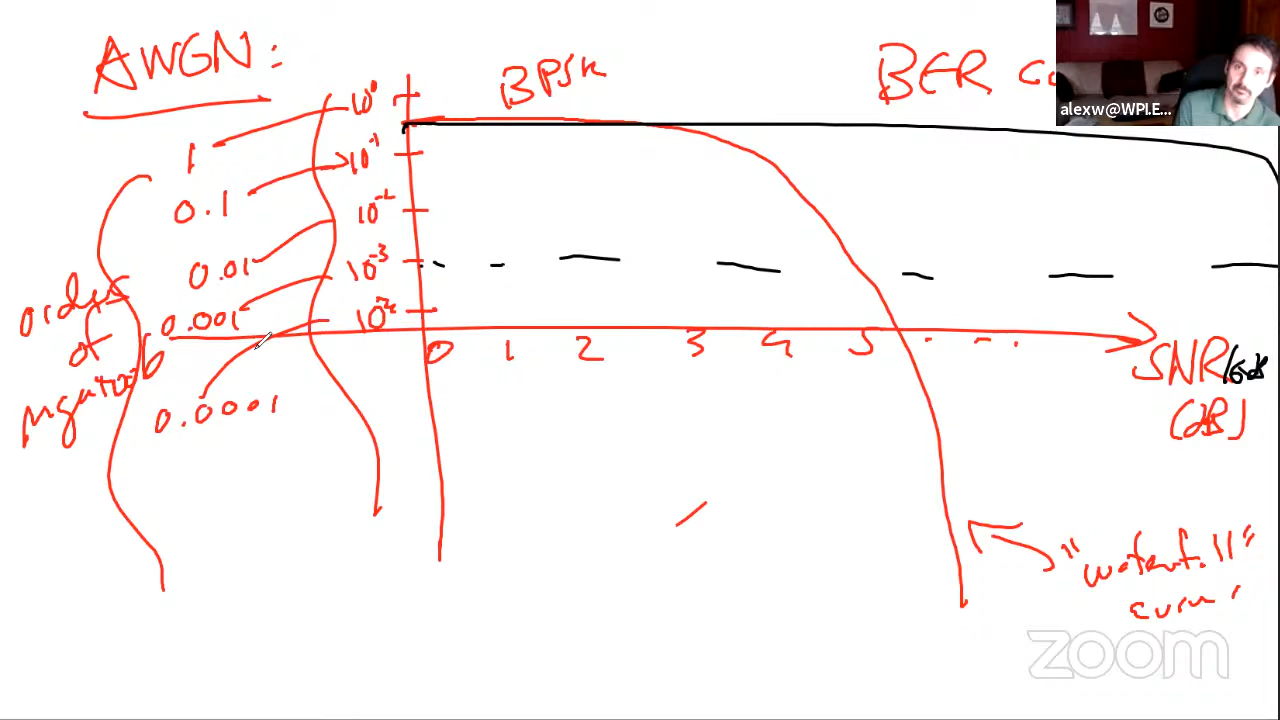 AWGN:
BPSK
BER
alexw@WPI.E...
1
0.1
0.01
0.001
0.0001
10⁰
10⁻¹
10⁻²
10⁻³
10⁻⁴
order
of
0 1 2 3 4 5 . . .
SNR
(dB)
"waterfall"
curve
zoom